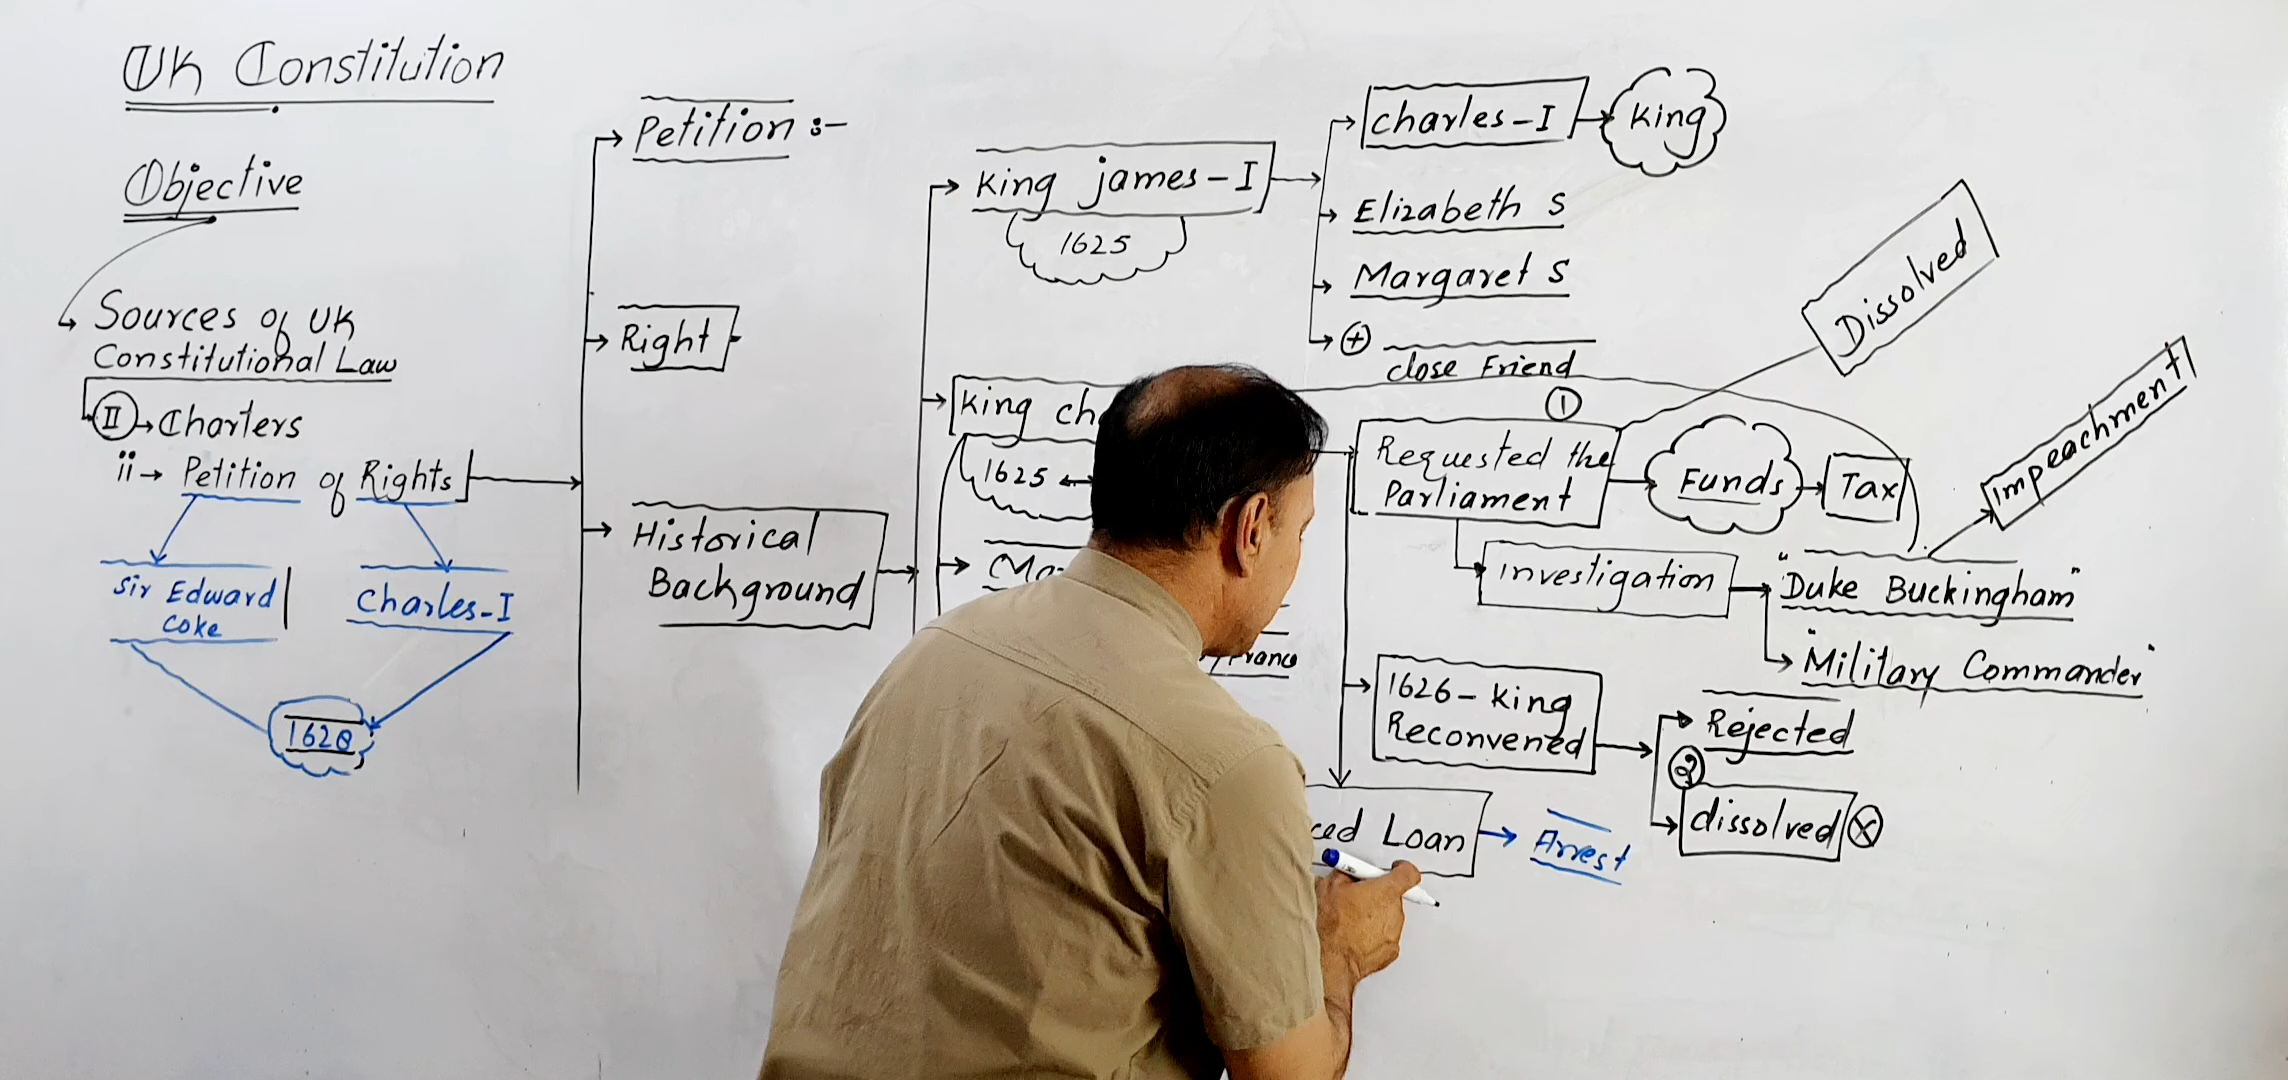 UK Constitution
Objective
Sources of UK
Constitutional Law
II → Charters
ii → Petition of Rights
Sir Edward
Coke
Charles-I
1628
Petition :-
Right
Historical
Background
King james-I
1625
Charles-I
King
Elizabeth S
Margaret S
+
close Friend
King
1625
1
Requested the
Parliament
Funds
Tax
Dissolved
investigation
"Duke Buckingham"
impeachment
"Military Commander"
1626- King
Reconvened
Rejected
2
dissolved X
Loan
Arrest